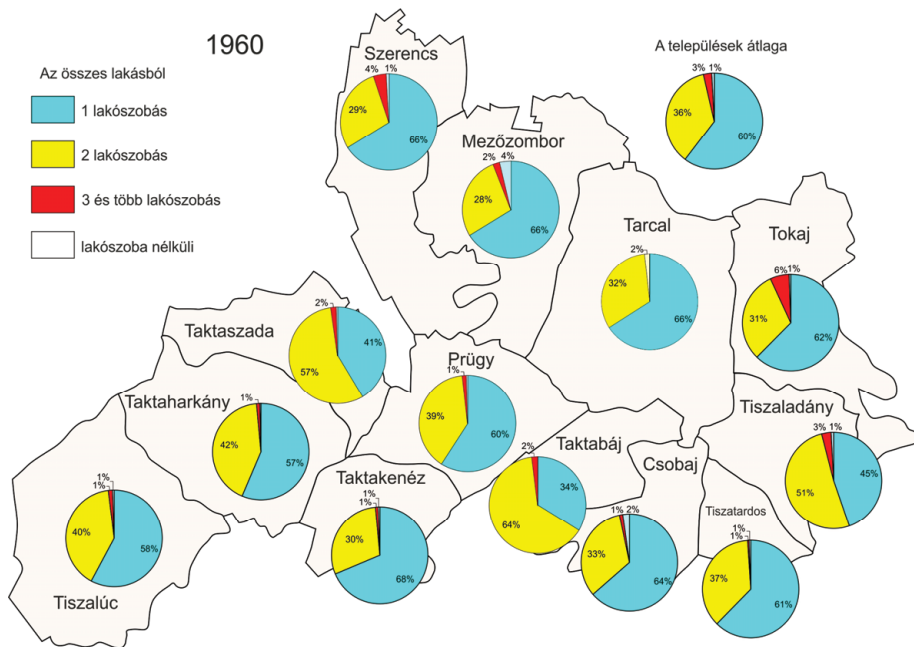 1960
Az összes lakásból
1 lakószobás
2 lakószobás
3 és több lakószobás
lakószoba nélküli
Szerencs
4%
1%
29%
66%
A települések átlaga
3%
1%
36%
60%
Mezőzombor
2%
4%
28%
66%
Tarcal
2%
32%
66%
Tokaj
6%
1%
31%
62%
Taktaszada
2%
41%
57%
Prügy
1%
39%
60%
Taktaharkány
1%
42%
57%
Tiszaladány
3%
1%
45%
51%
Taktabáj
2%
34%
64%
Csobaj
1%
2%
33%
64%
Taktakenéz
1%
1%
30%
68%
Tiszatardos
1%
1%
37%
61%
1%
1%
40%
58%
Tiszalúc